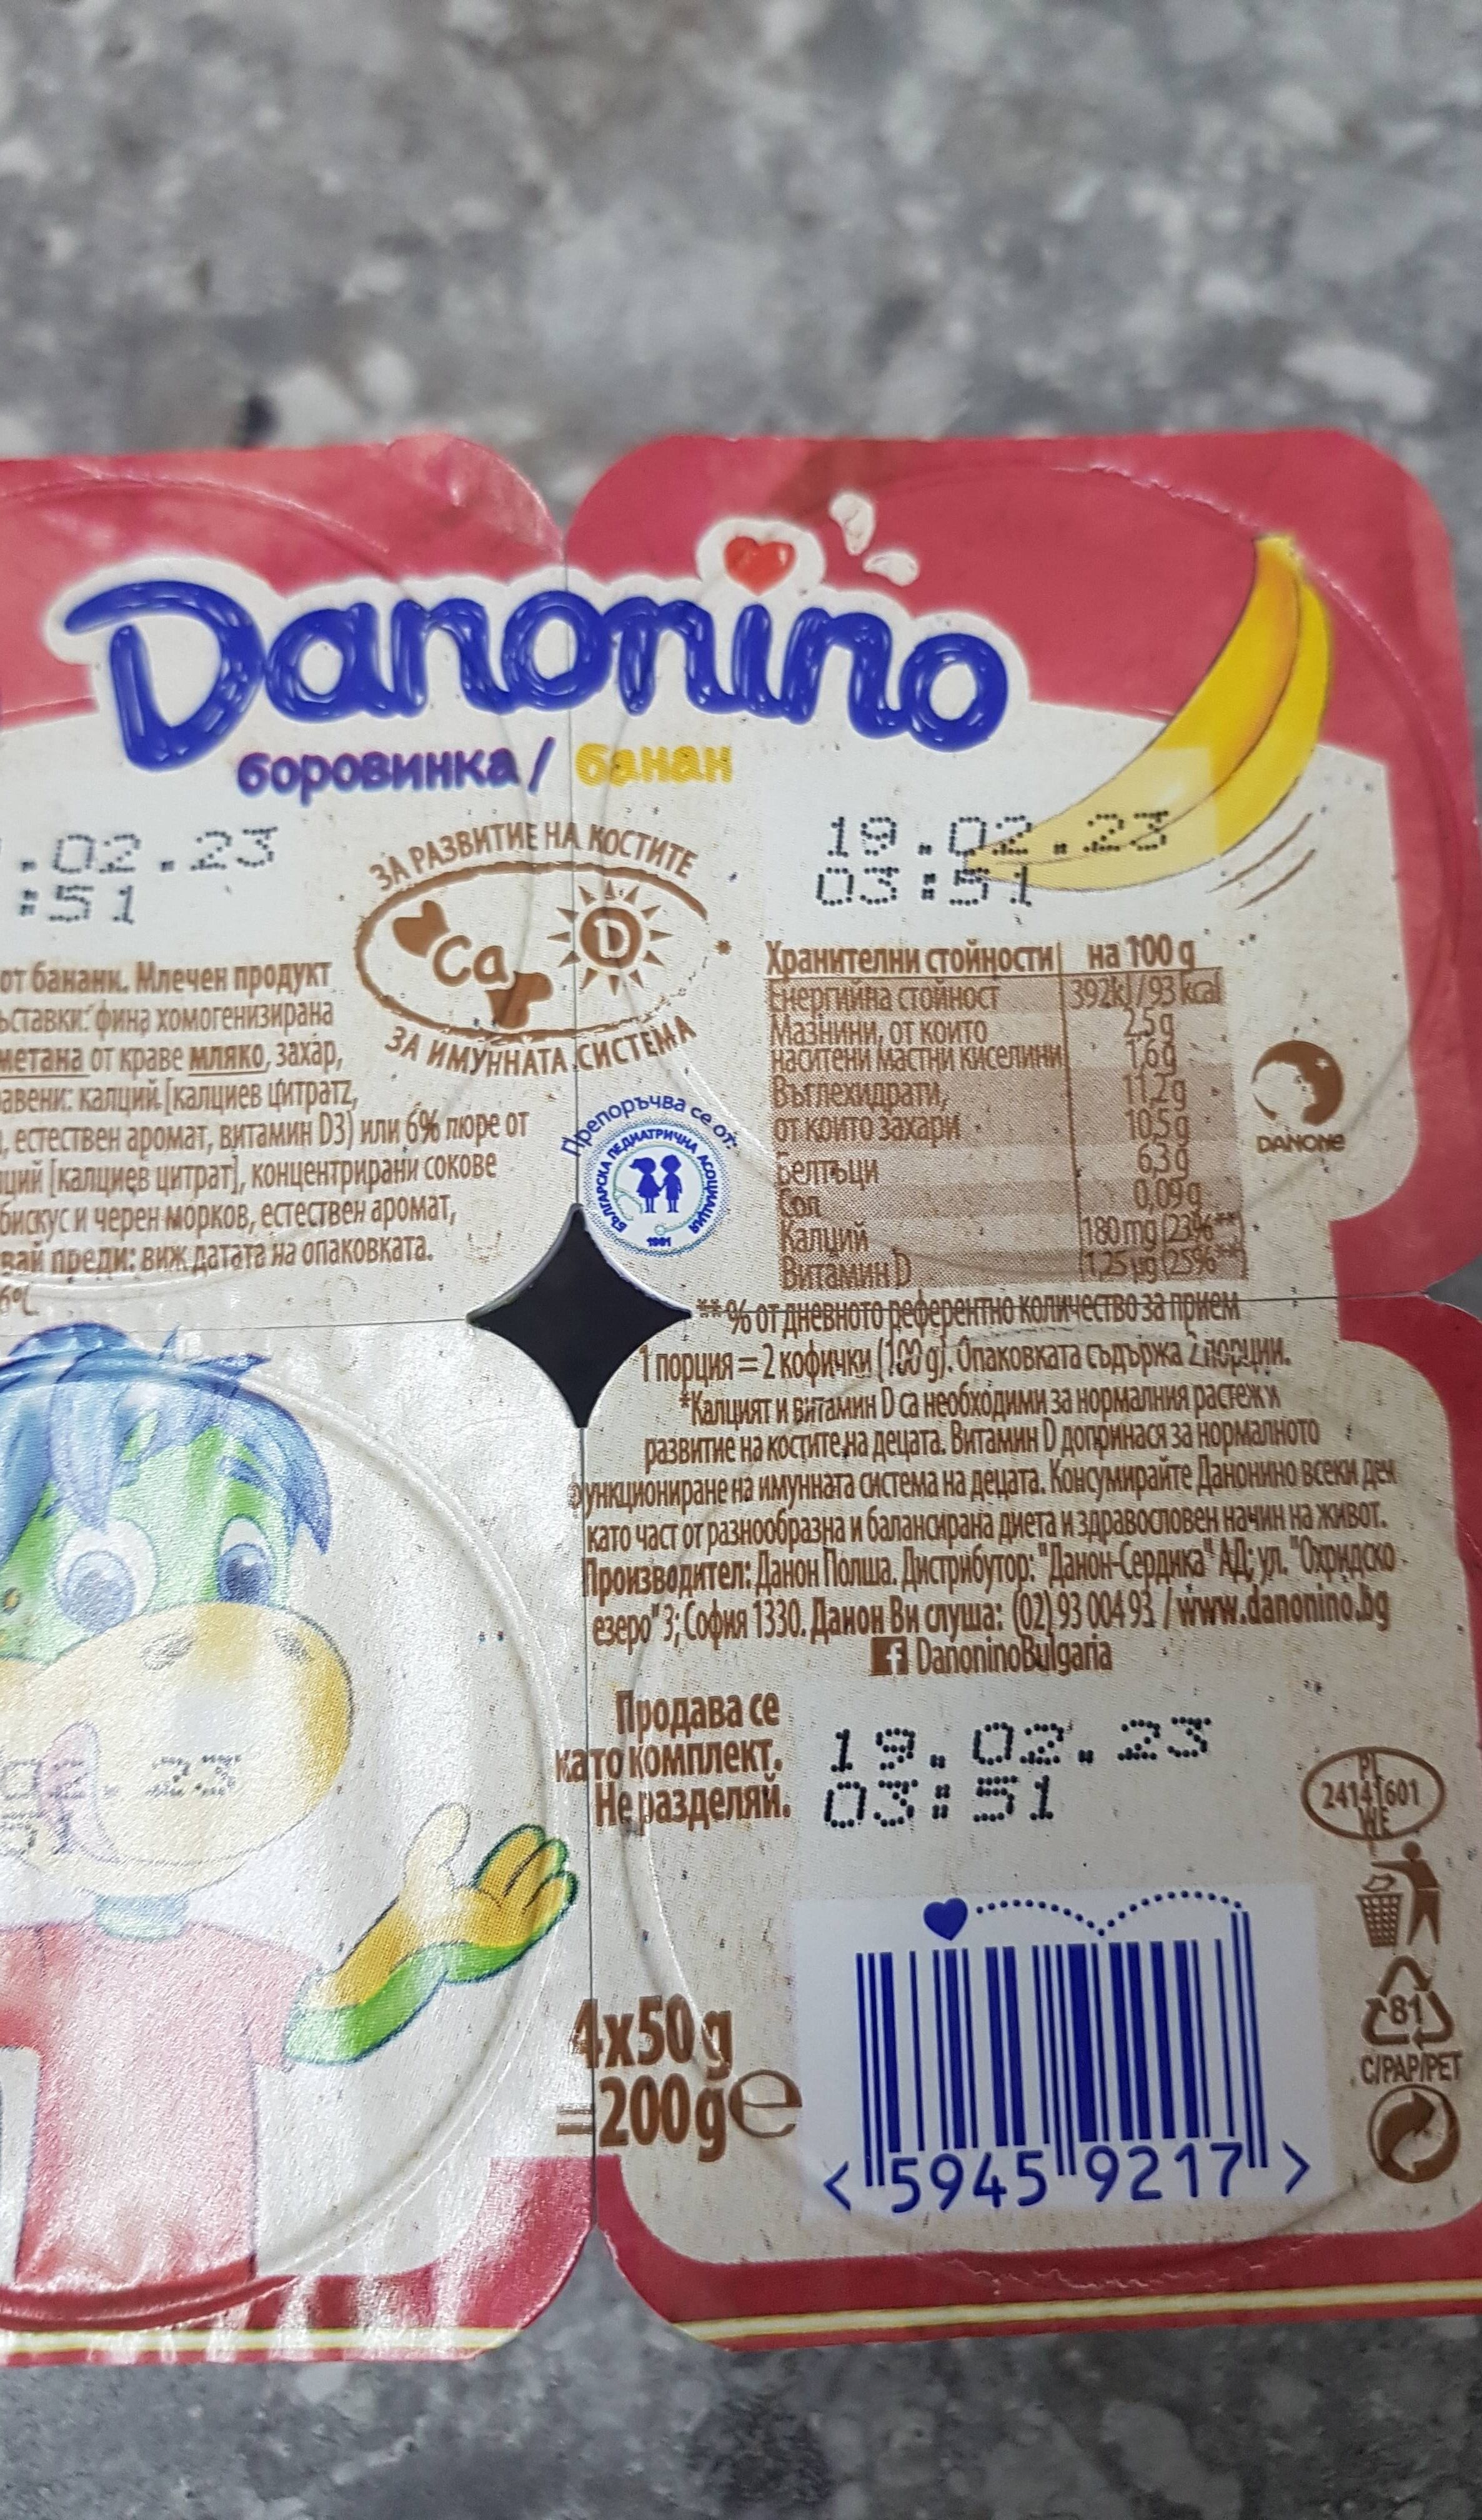 Danonino
боровинка / банан
.02.23
:51
ЗА РАЗВИТИЕ НА КОСТИТЕ
Ca D
*
ЗА ИМУННАТА СИСТЕМА
19.02.23
03:51
от банани. Млечен продукт
ъставки: фина хомогенизирана
метана от краве мляко, захар,
авени: калций [калциев цитрат],
, естествен аромат, витамин D3) или 6% пюре от
ций [калциев цитрат], концентрирани сокове
бискус и черен морков, естествен аромат,
вай преди: виж датата на опаковката.
6°C
Препоръчва се от:
БЪЛГАРСКА ПЕДИАТРИЧНА АСОЦИАЦИЯ
1981
Хранителни стойности на 100 g
Енергийна стойност 392kJ/93 kcal
Мазнини, от които 2,5g
наситени мастни киселини 1,6g
Въглехидрати, 11,2g
от които захари 10,5g
Белтъци 6,3g
Сол 0,09g
Калций 180mg (23%**)
Витамин D 1,25 µg (25%**)
DANONE
**% от дневното референтно количество за прием
1 порция = 2 кофички (100 g). Опаковката съдържа 2 порции.
*Калцият и витамин D са необходими за нормалния растеж и
развитие на костите на децата. Витамин D допринася за нормалното
функциониране на имунната система на децата. Консумирайте Данонино всеки ден
като част от разнообразна и балансирана диета и здравословен начин на живот.
Производител: Данон Полша. Дистрибутор: "Данон-Сердика" АД; ул. "Охридско
езеро" 3; София 1330. Данон Ви слуша: (02) 93 004 93 / www.danonino.bg
f DanoninoBulgaria
Продава се
като комплект.
Не разделяй.
19.02.23
03:51
PL
24141601
WE
4x50 g
=200g e
81
C/PAP/PET
<5945 9217>